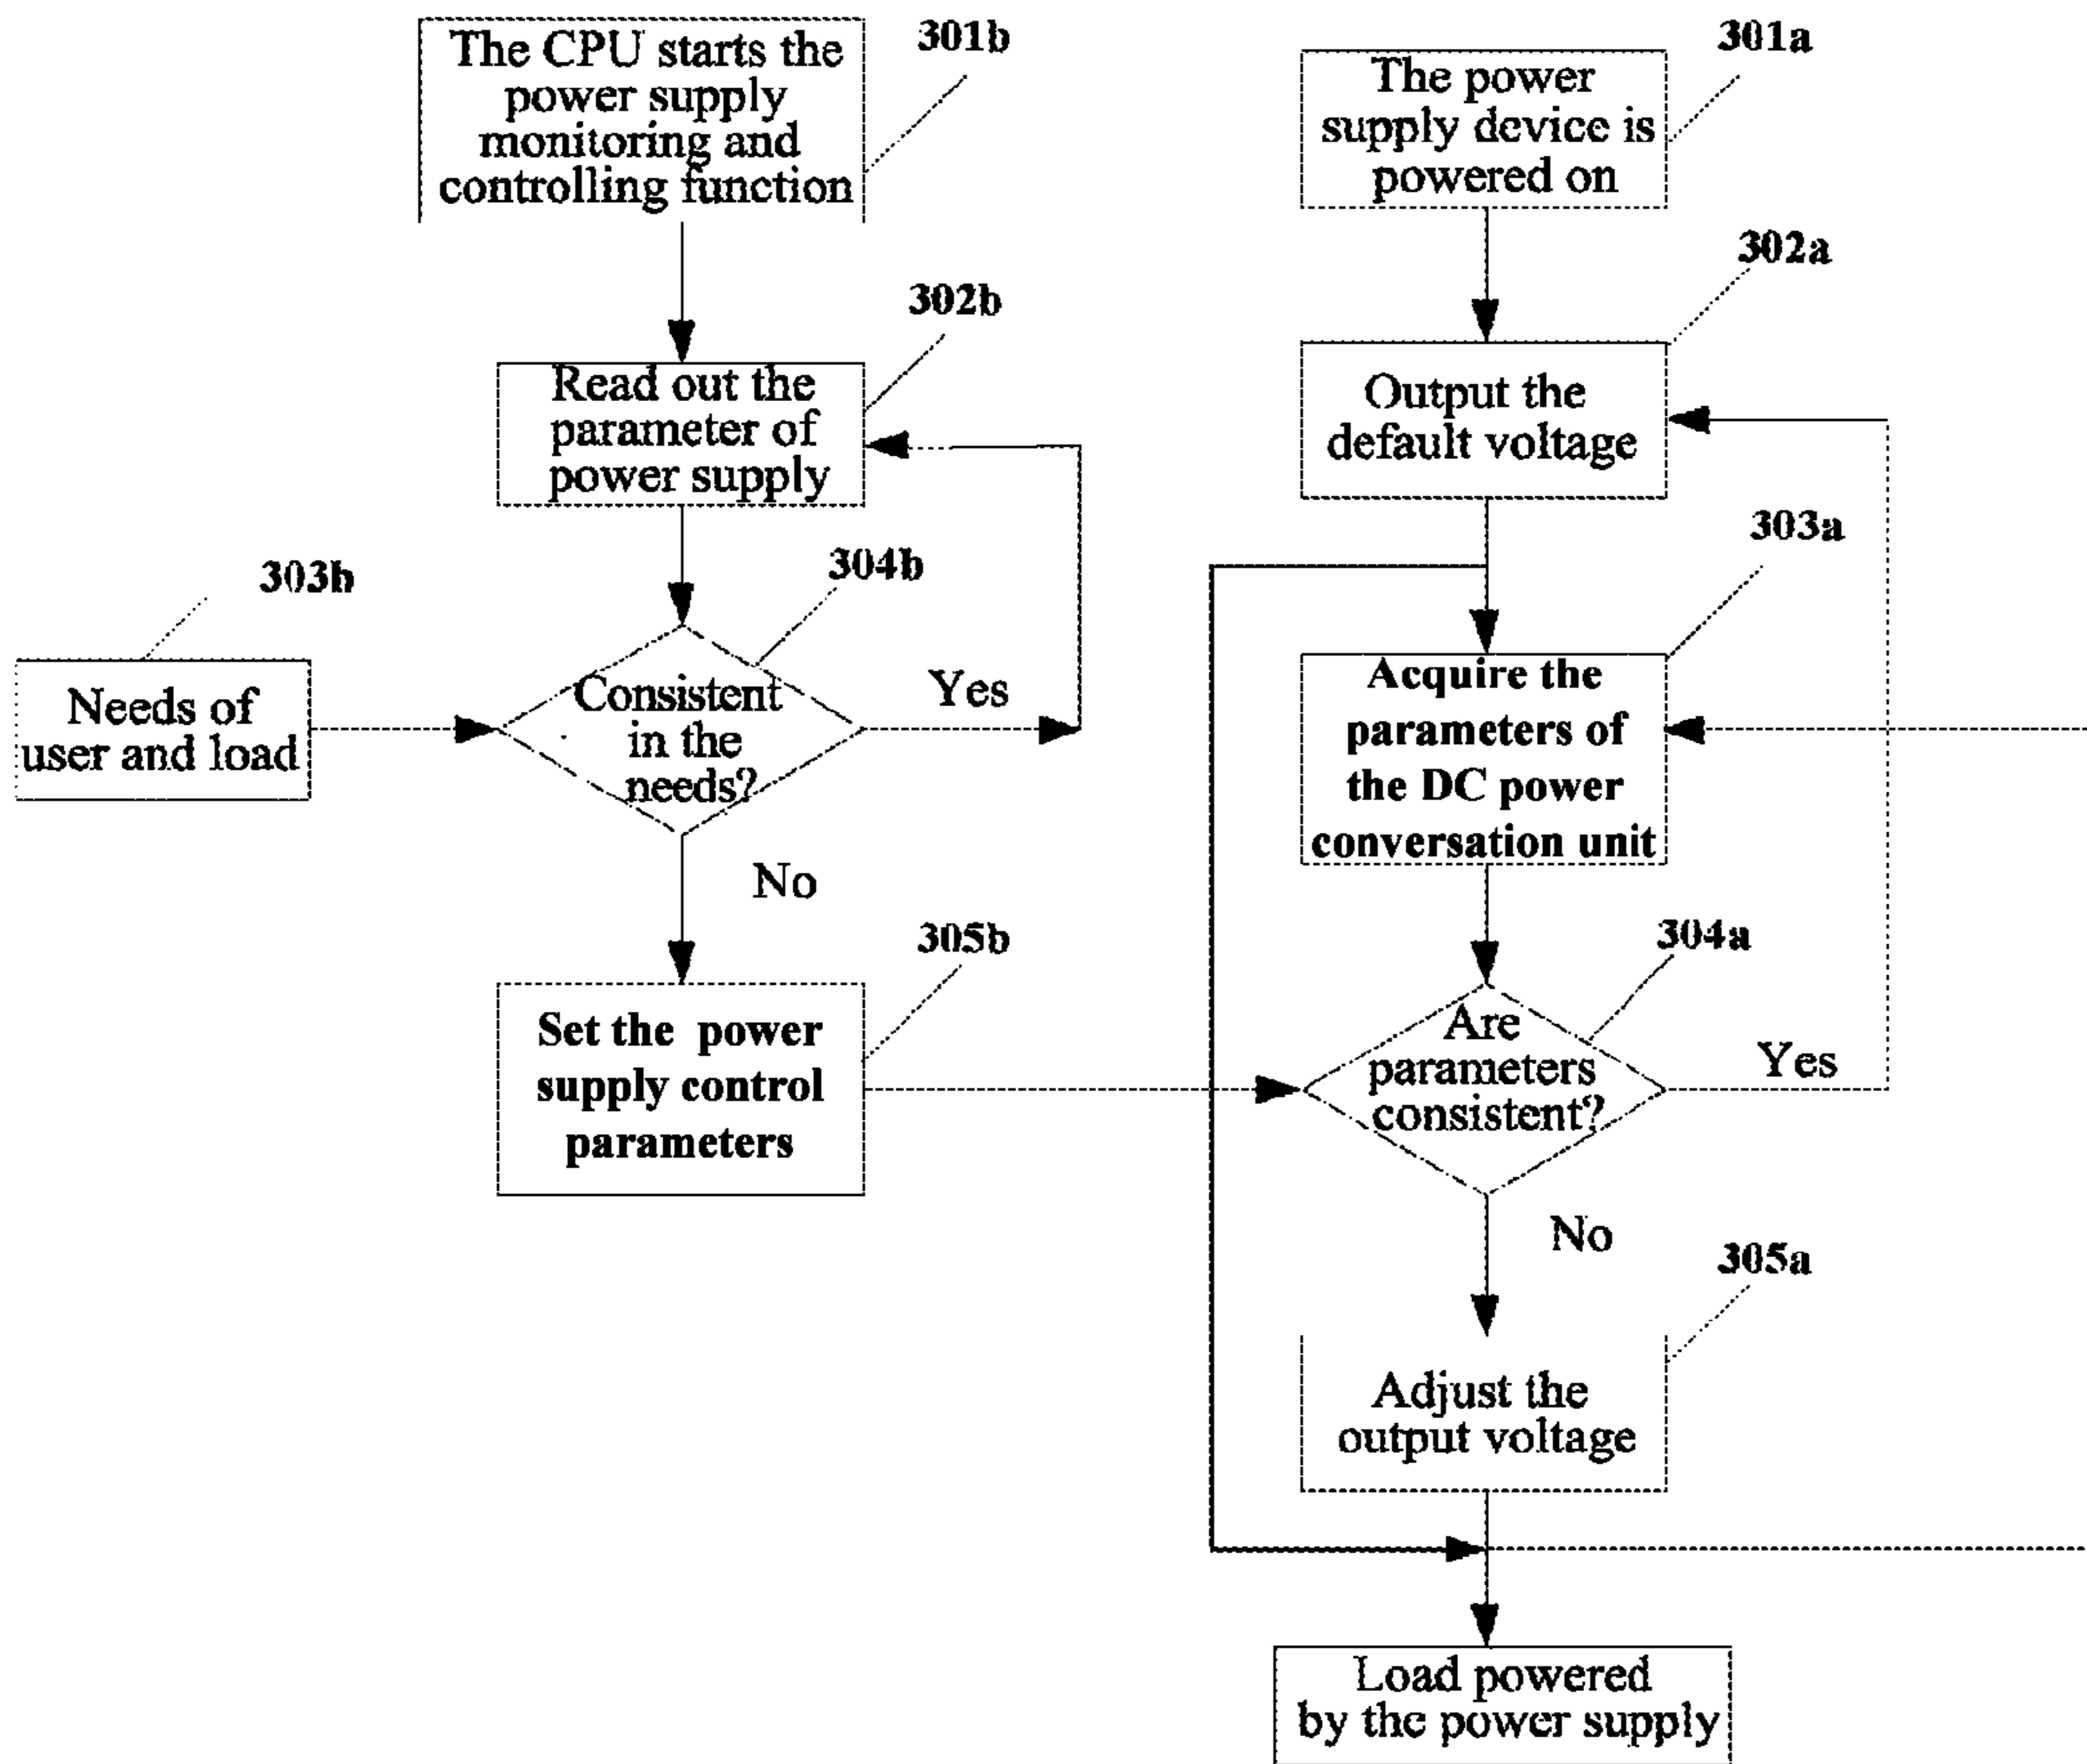 The CPU starts the
power supply
monitoring and
controlling function
301b
Read out the
parameter of
power supply
302b
303b
Needs of
user and load
304b
Consistent
in the
needs?
Yes
No
305b
Set the power
supply control
parameters
301a
The power
supply device is
powered on
302a
Output the
default voltage
303a
Acquire the
parameters of
the DC power
conversation unit
304a
Are
parameters
consistent?
Yes
No
305a
Adjust the
output voltage
Load powered
by the power supply